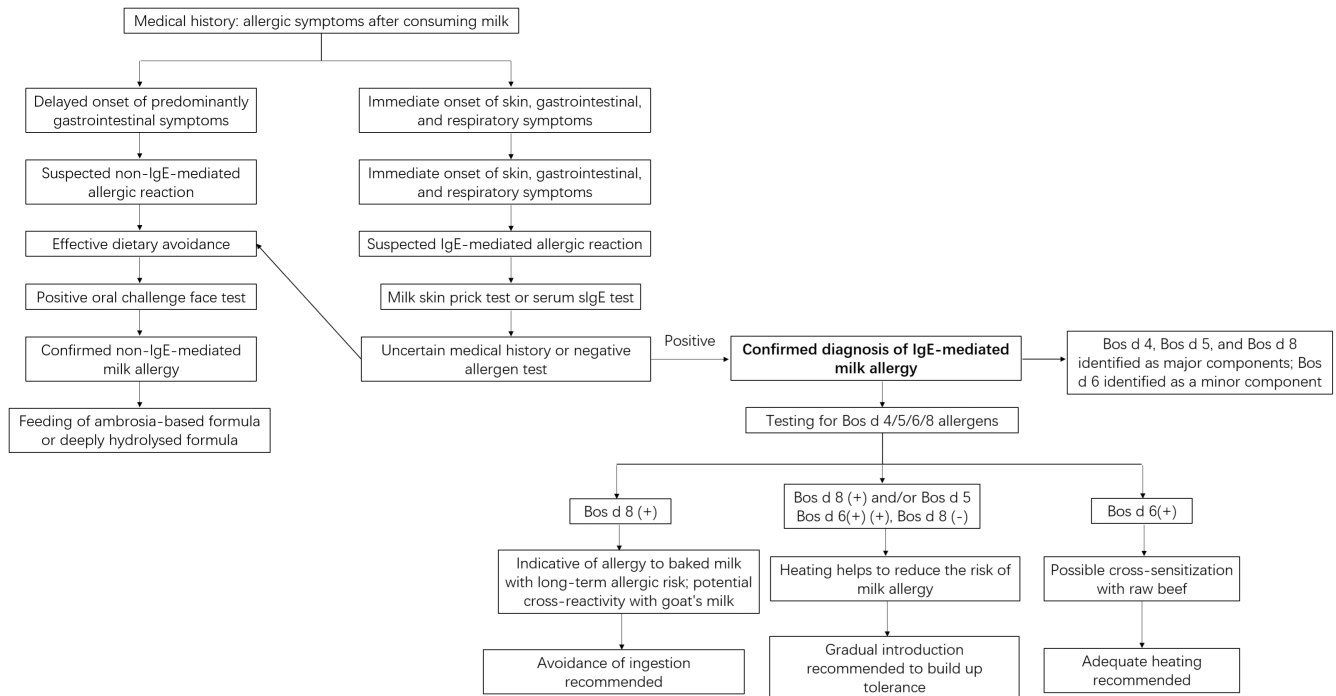 Medical history: allergic symptoms after consuming milk
Delayed onset of predominantly
gastrointestinal symptoms
Immediate onset of skin, gastrointestinal,
and respiratory symptoms
Suspected non-IgE-mediated
allergic reaction
Immediate onset of skin, gastrointestinal,
and respiratory symptoms
Effective dietary avoidance
Suspected IgE-mediated allergic reaction
Positive oral challenge face test
Milk skin prick test or serum sIgE test
Confirmed non-IgE-mediated
milk allergy
Uncertain medical history or negative
allergen test
Positive
Confirmed diagnosis of IgE-mediated
milk allergy
Bos d 4, Bos d 5, and Bos d 8
identified as major components; Bos
d 6 identified as a minor component
Feeding of ambrosia-based formula
or deeply hydrolysed formula
Testing for Bos d 4/5/6/8 allergens
Bos d 8 (+)
Bos d 8 (+) and/or Bos d 5
Bos d 6(+) (+), Bos d 8 (-)
Bos d 6(+)
Indicative of allergy to baked milk
with long-term allergic risk; potential
cross-reactivity with goat's milk
Heating helps to reduce the risk of
milk allergy
Possible cross-sensitization
with raw beef
Avoidance of ingestion
recommended
Gradual introduction
recommended to build up
tolerance
Adequate heating
recommended